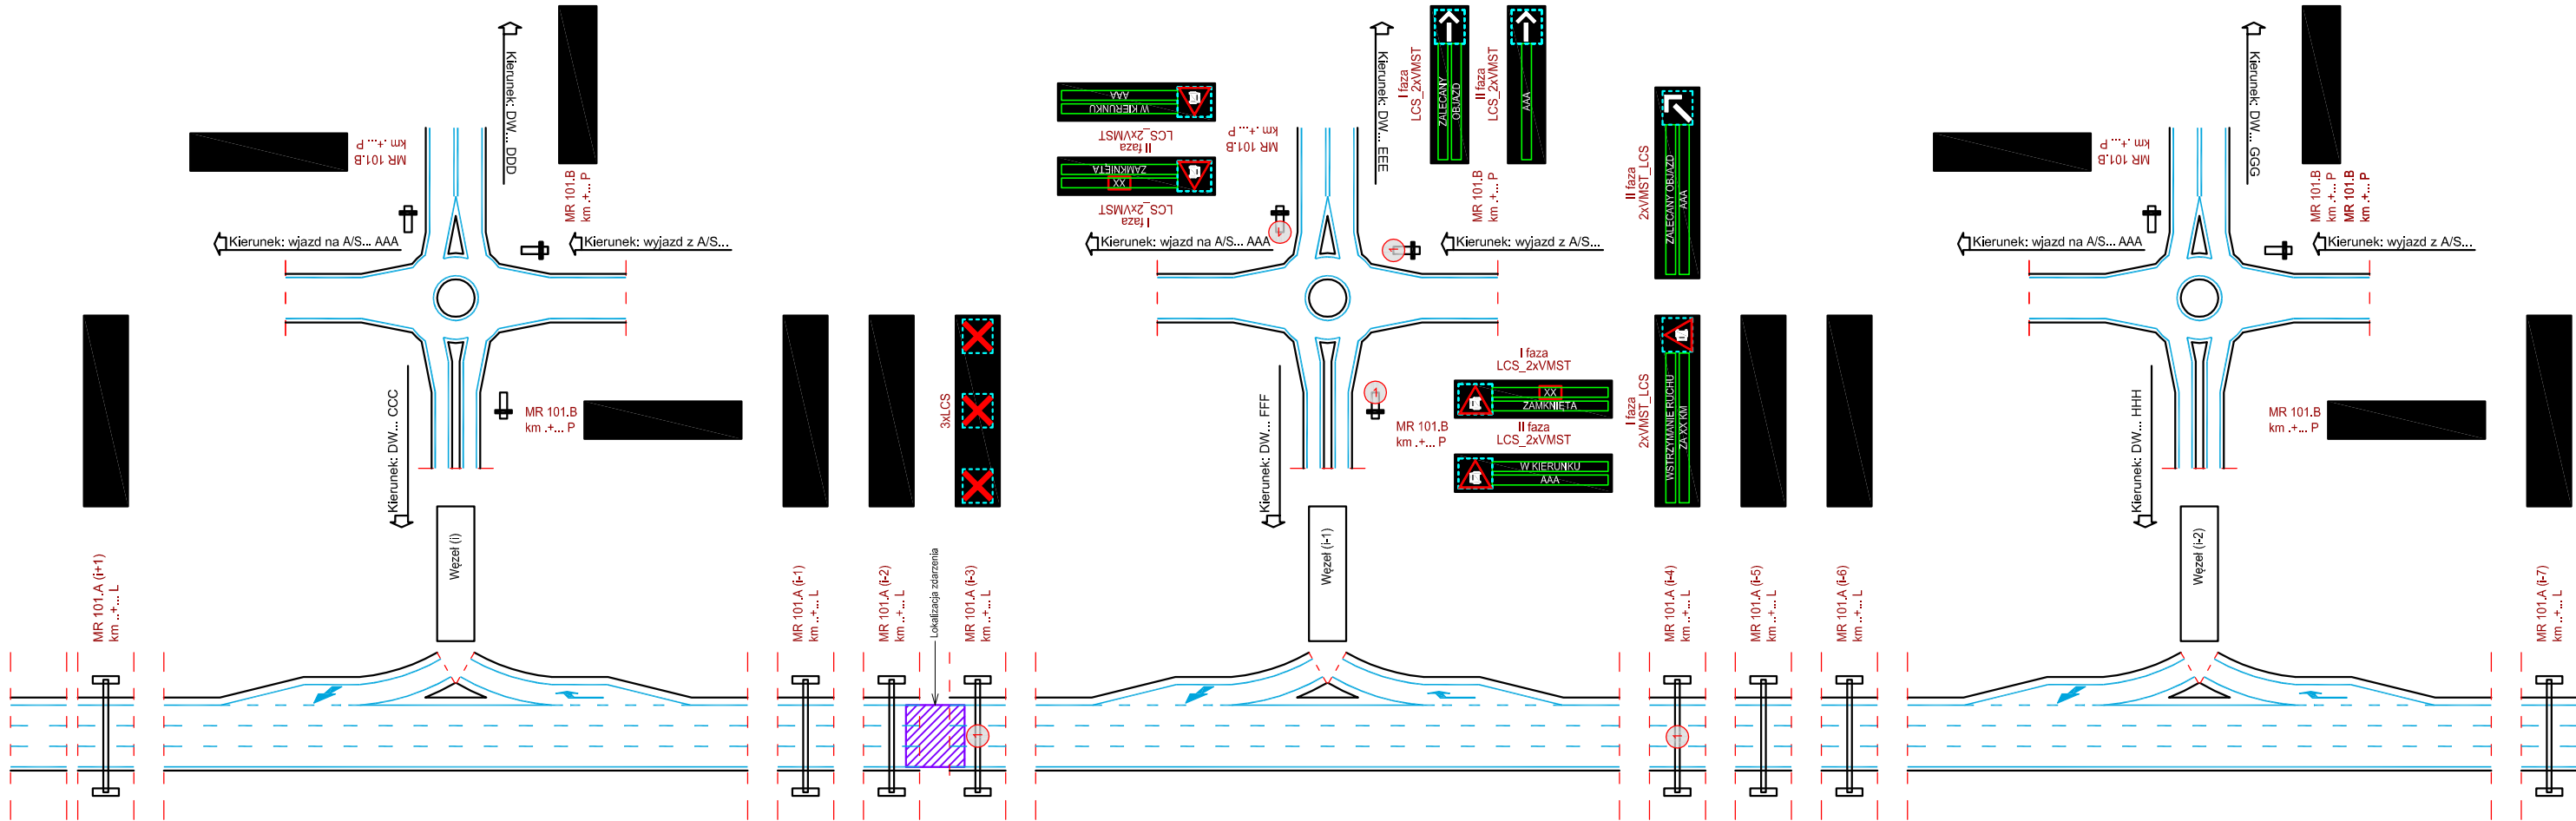 Kierunek: DW... DDD
MR 101.B
km .+... P
MR 101.B
km .+... P
Kierunek: wjazd na A/S... AAA
Kierunek: wyjazd z A/S...
Kierunek: DW... CCC
MR 101.B
km .+... P
Węzeł (i)
MR 101.A (i+1)
km ..+... L
MR 101.A (i-1)
km ..+... L
MR 101.A (i-2)
km ..+... L
Lokalizacja zdarzenia
MR 101.A (i-3)
km ..+... L
3xLCS
1
W KIERUNKU
AAA
II faza
LCS_2xVMST
XX
ZAMKNIĘTA
I faza
LCS_2xVMST
MR 101.B
km .+... P
Kierunek: DW... EEE
I faza
LCS_2xVMST
ZALECANY
OBJAZD
II faza
LCS_2xVMST
AAA
MR 101.B
km .+... P
1
1
Kierunek: wjazd na A/S... AAA
Kierunek: wyjazd z A/S...
Kierunek: DW... FFF
1
MR 101.B
km .+... P
I faza
LCS_2xVMST
XX
ZAMKNIĘTA
II faza
LCS_2xVMST
W KIERUNKU
AAA
Węzeł (i-1)
II faza
2xVMST_LCS
ZALECANY OBJAZD
AAA
I faza
2xVMST_LCS
WSTRZYMANIE RUCHU
ZA XX KM
MR 101.A (i-4)
km ..+... L
1
MR 101.A (i-5)
km ..+... L
MR 101.A (i-6)
km ..+... L
MR 101.B
km .+... P
Kierunek: DW... GGG
MR 101.B
km .+... P
MR 101.B
km .+... P
Kierunek: wjazd na A/S... AAA
Kierunek: wyjazd z A/S...
Kierunek: DW... HHH
MR 101.B
km .+... P
Węzeł (i-2)
MR 101.A (i-7)
km ..+... L